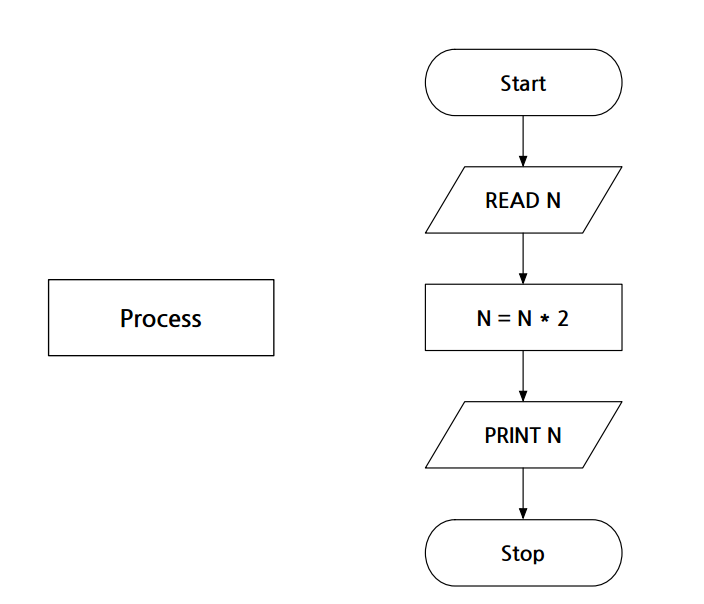 Start
READ N
Process
N = N * 2
PRINT N
Stop